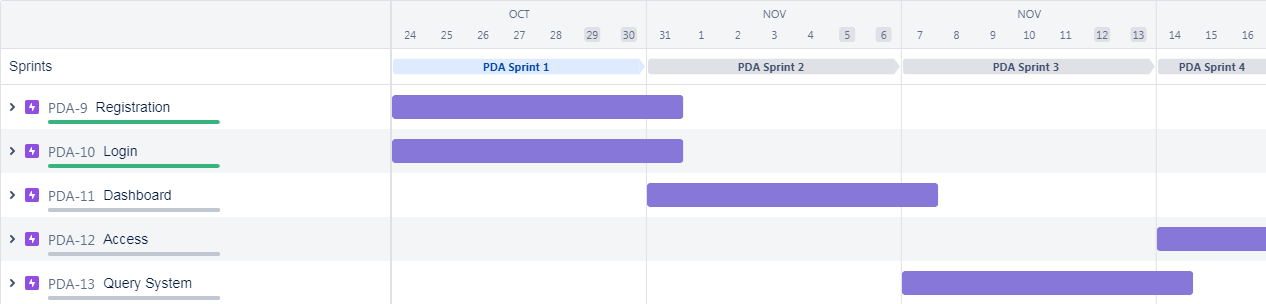 OCT NOV NOV
24 25 26 27 28 29 30 31 1 2 3 4 5 6 7 8 9 10 11 12 13 14 15 16
Sprints PDA Sprint 1 PDA Sprint 2 PDA Sprint 3 PDA Sprint 4
PDA-9 Registration
PDA-10 Login
PDA-11 Dashboard
PDA-12 Access
PDA-13 Query System